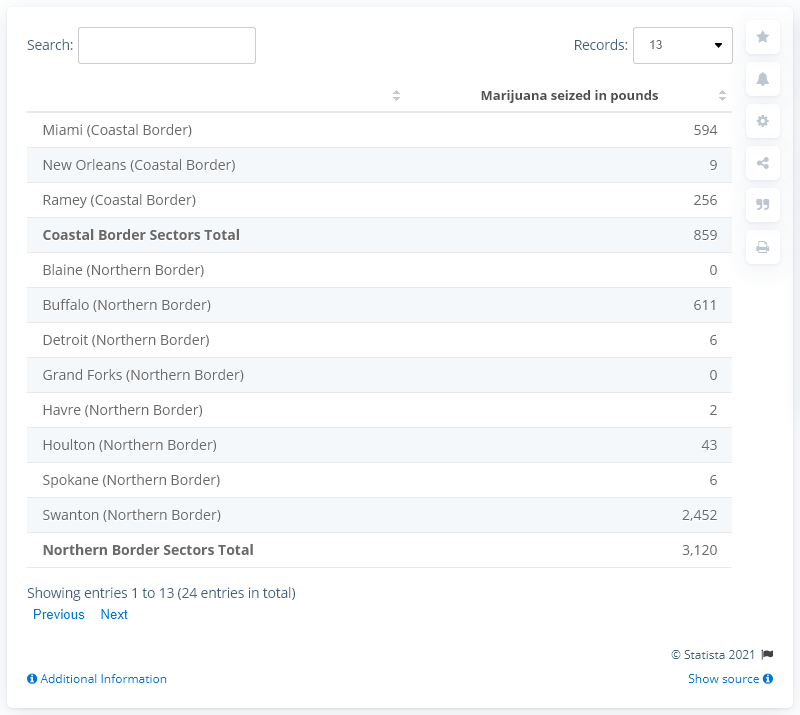 Search:
Records: 13
Marijuana seized in pounds
Miami (Coastal Border) 594
New Orleans (Coastal Border) 9
Ramey (Coastal Border) 256
Coastal Border Sectors Total 859
Blaine (Northern Border) 0
Buffalo (Northern Border) 611
Detroit (Northern Border) 6
Grand Forks (Northern Border) 0
Havre (Northern Border) 2
Houlton (Northern Border) 43
Spokane (Northern Border) 6
Swanton (Northern Border) 2,452
Northern Border Sectors Total 3,120
Showing entries 1 to 13 (24 entries in total)
Previous Next
© Statista 2021
Additional Information Show source